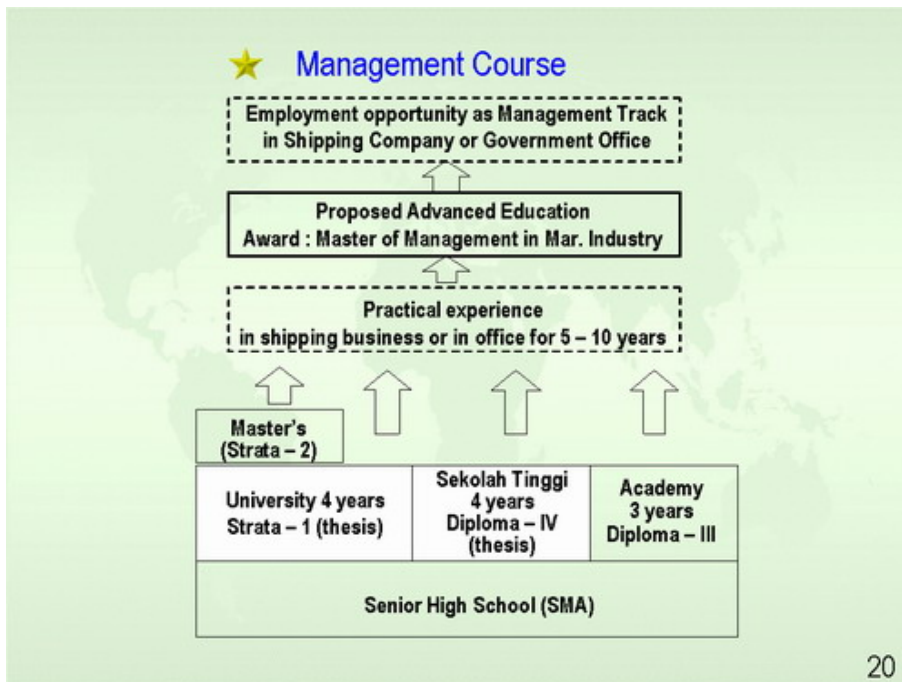 Management Course
Employment opportunity as Management Track
in Shipping Company or Government Office
Proposed Advanced Education
Award : Master of Management in Mar. Industry
Practical experience
in shipping business or in office for 5 – 10 years
Master's
(Strata – 2)
University 4 years
Strata – 1 (thesis)
Sekolah Tinggi
4 years
Diploma – IV
(thesis)
Academy
3 years
Diploma – III
Senior High School (SMA)
20